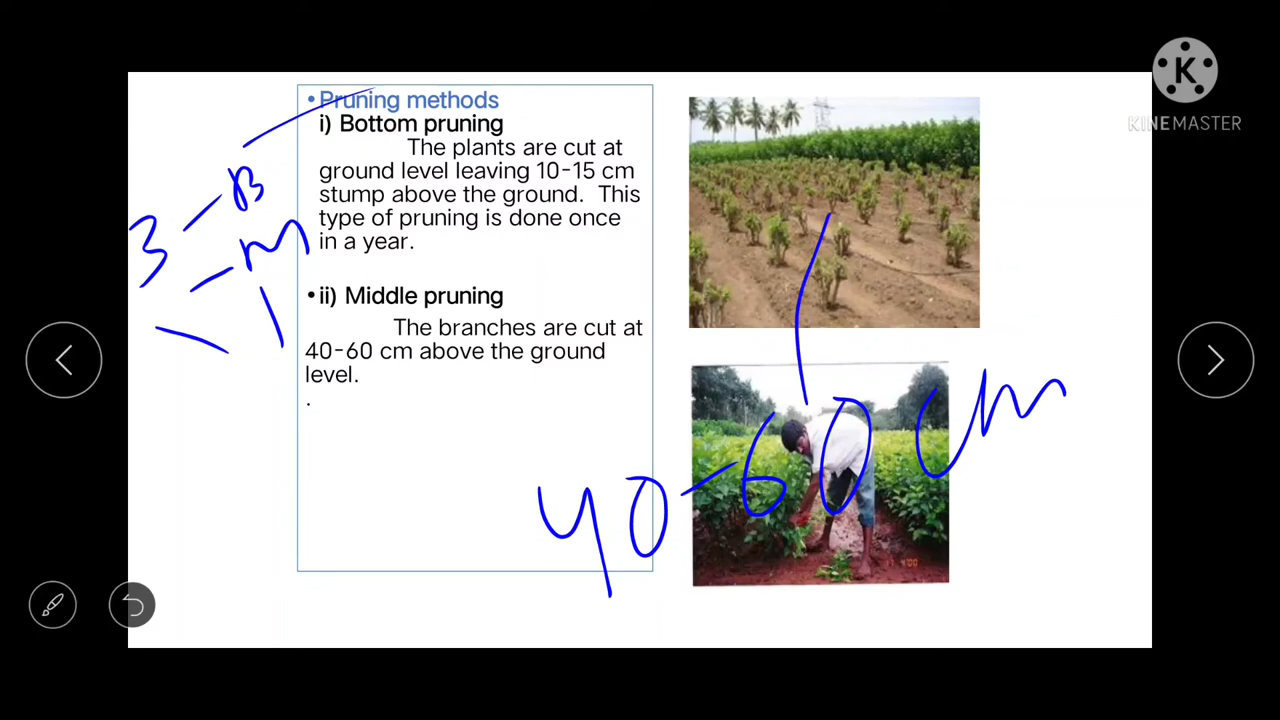 • Pruning methods
i) Bottom pruning
The plants are cut at
ground level leaving 10-15 cm
stump above the ground. This
type of pruning is done once
in a year.
• ii) Middle pruning
The branches are cut at
40-60 cm above the ground
level.
.
3 - B
- m
40-60 cm
K
KINEMASTER